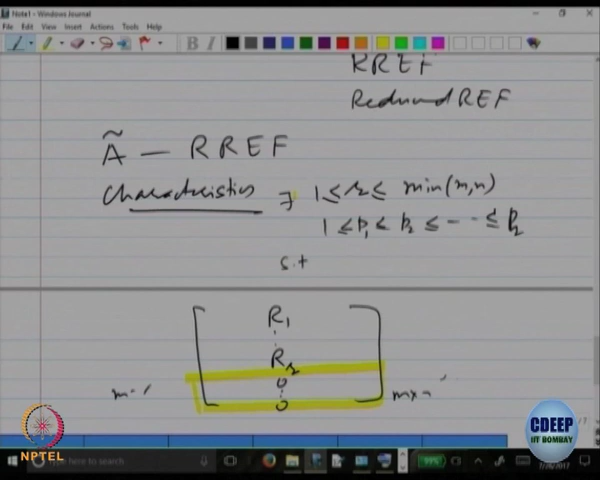 Note1 - Windows Journal
File Edit View Insert Actions Tools Help
B I
RREF
Reduced REF
Ã — RREF
Characteristics ∃ 1 ≤ r ≤ min(m,n)
1 ≤ p₁ < p₂ ≤ --- ≤ pᵣ
s.t
R₁
⋮
Rᵣ
0
⋮
0
NPTEL
CDEEP
IIT BOMBAY
99%